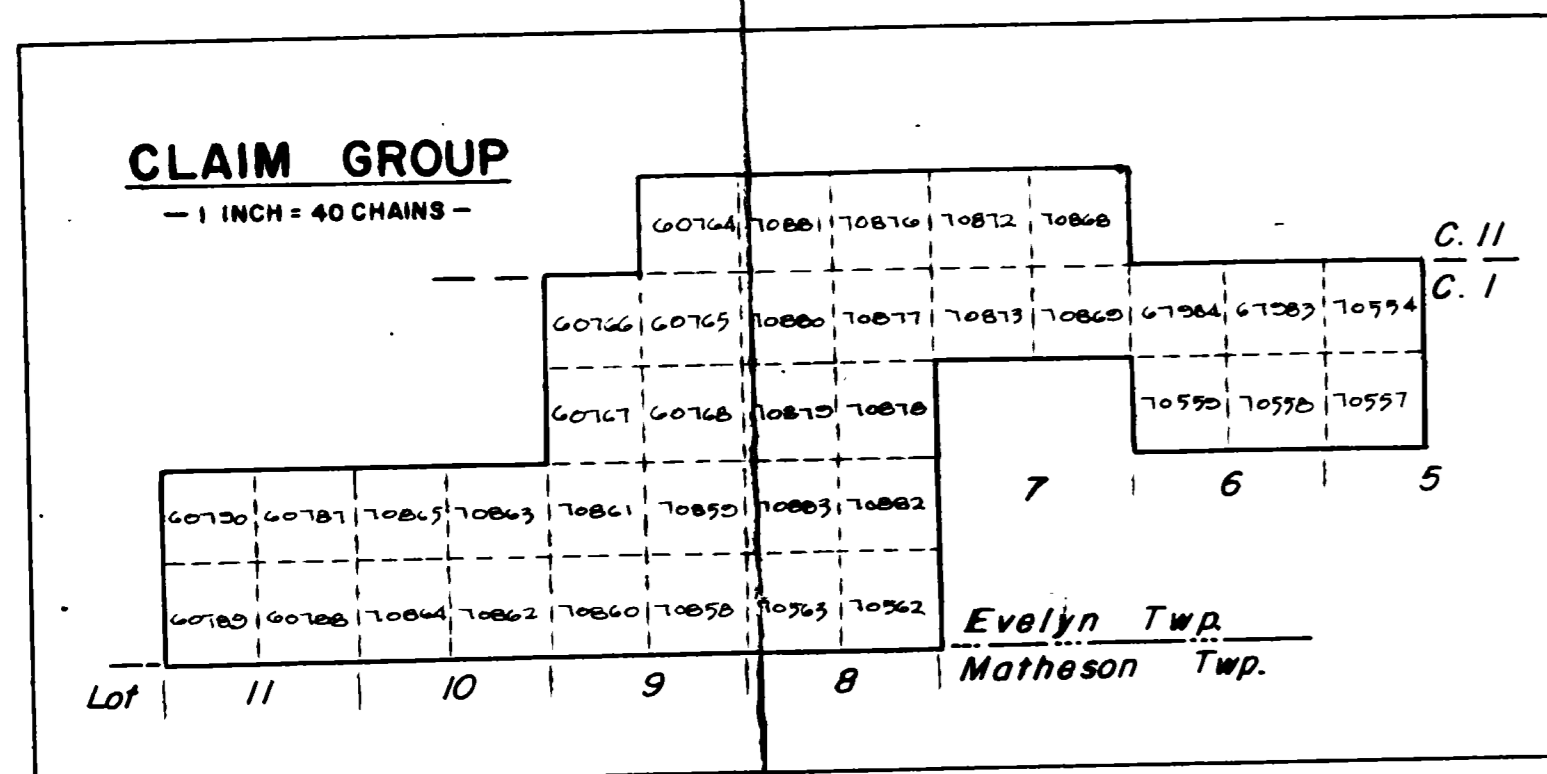 CLAIM GROUP
— 1 INCH = 40 CHAINS —
60764 70881 70876 70872 70868
C. II
C. I
60766 60765 70880 70877 70873 70869 67984 67983 70554
60767 60768 70879 70878 70559 70558 70557
7 6 5
60790 60787 70865 70863 70861 70859 70883 70882
60789 60788 70864 70862 70860 70858 70563 70562
Evelyn Twp.
Matheson Twp.
Lot 11 10 9 8